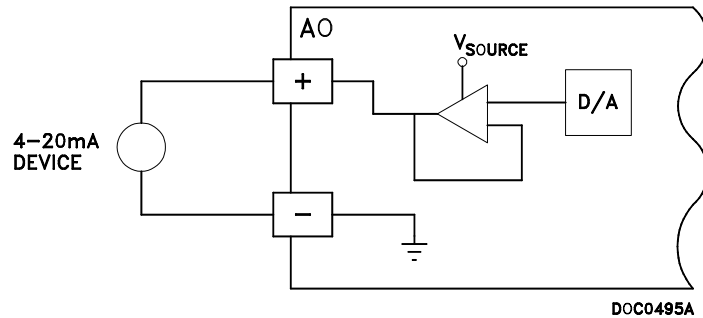 AO
VSOURCE
+
D/A
4-20mA
DEVICE
-
DOC0495A